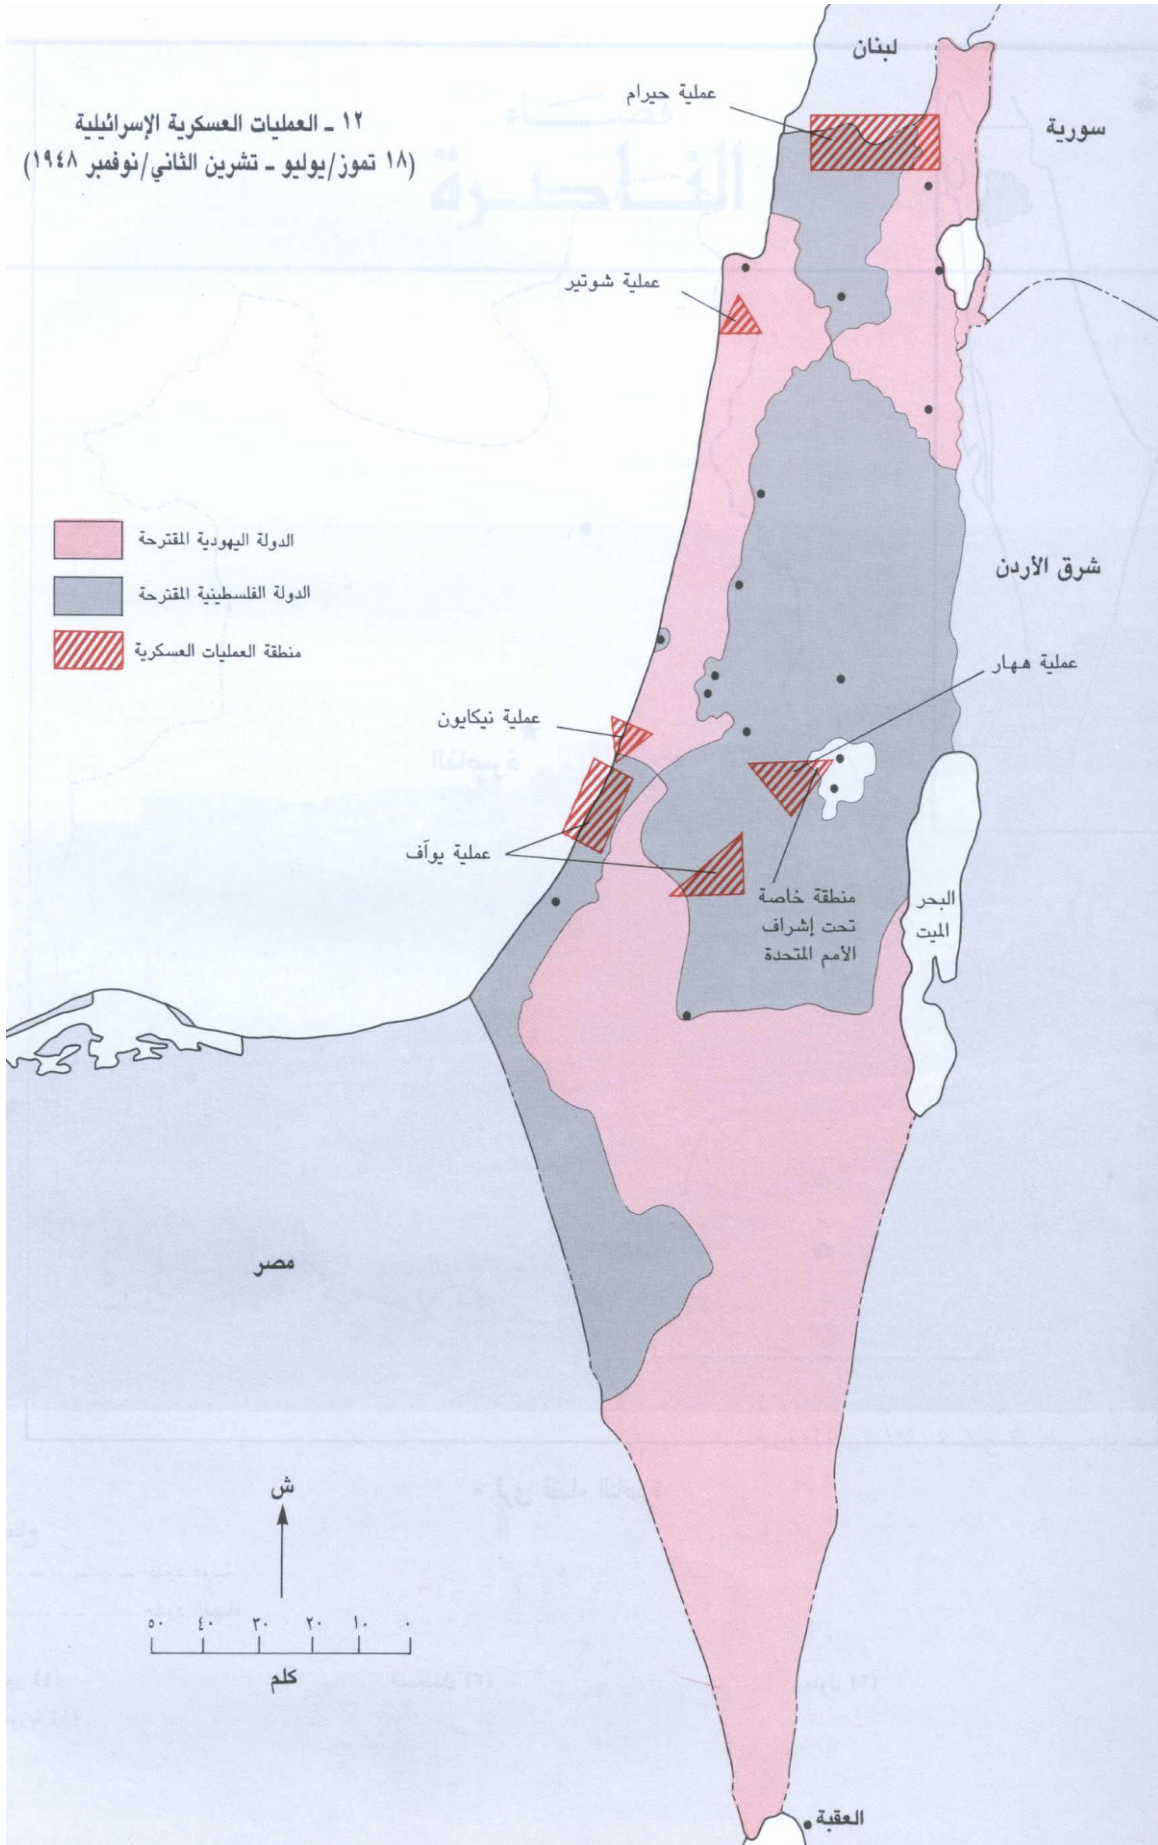 ١٢ ـ العمليات العسكرية الإسرائيلية
(١٨ تموز/يوليو ـ تشرين الثاني/نوفمبر ١٩٤٨)
لبنان
سورية
عملية حيرام
عملية شوتير
الدولة اليهودية المقترحة
الدولة الفلسطينية المقترحة
منطقة العمليات العسكرية
شرق الأردن
عملية ههار
عملية نيكايون
عملية يوآف
منطقة خاصة
تحت إشراف
الأمم المتحدة
البحر
الميت
مصر
ش
٥٠ ٤٠ ٣٠ ٢٠ ١٠ ٠
كلم
العقبة
قضـــاء
الناصرة